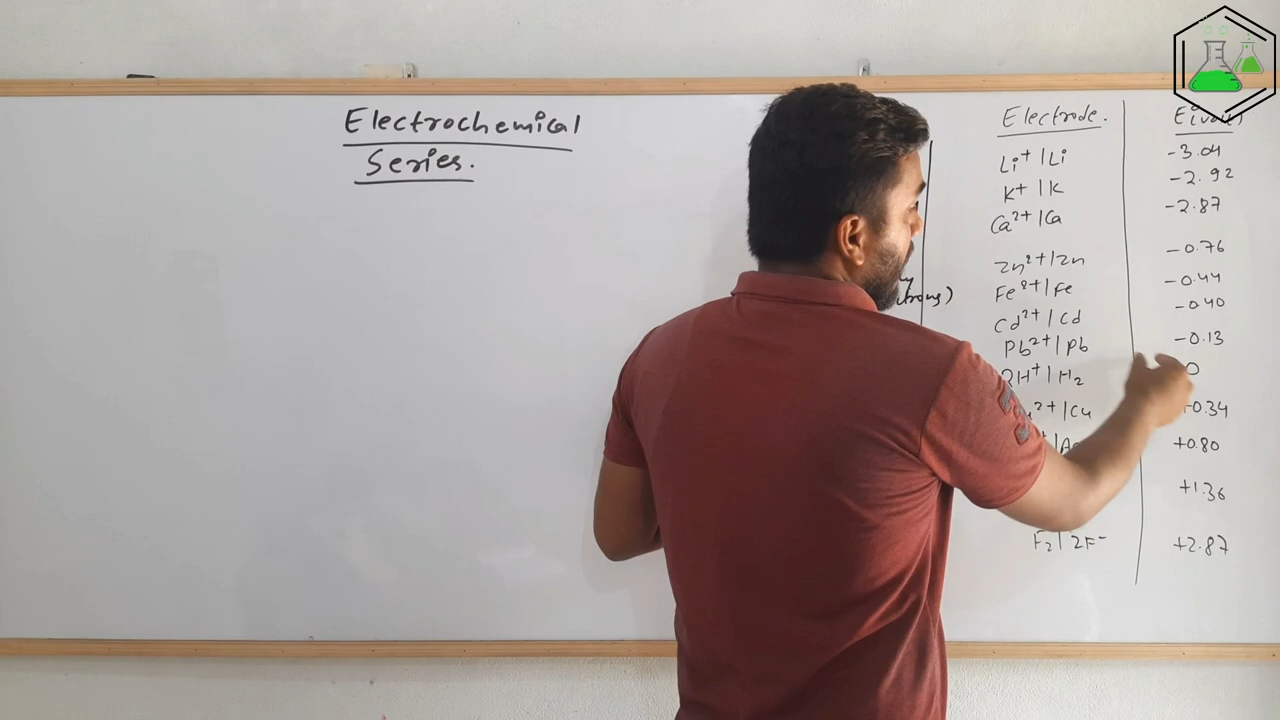 Electrochemical
Series.
Electrode.
Li⁺ | Li -3.04
K⁺ | K -2.92
Ca²⁺ | Ca -2.87
Zn²⁺ | Zn -0.76
Fe²⁺ | Fe -0.44
Cd²⁺ | Cd -0.40
Pb²⁺ | Pb -0.13
2H⁺ | H₂ 0
²⁺ | Cu +0.34
+0.80
+1.36
F₂ | 2F⁻ +2.87